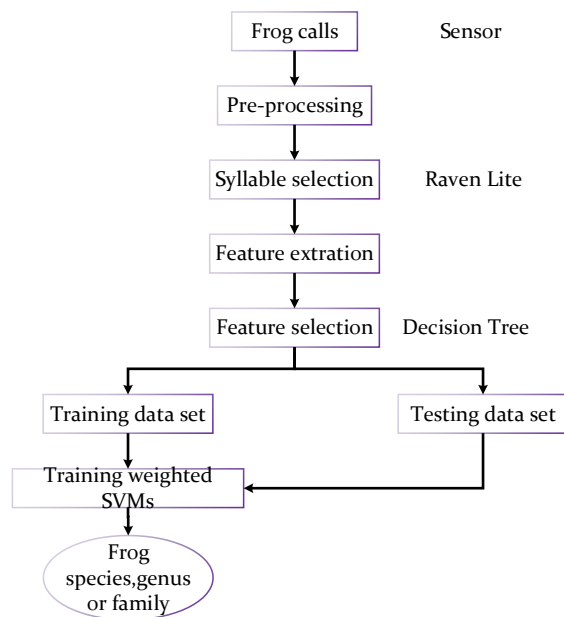 Frog calls Sensor
Pre-processing
Syllable selection Raven Lite
Feature extration
Feature selection Decision Tree
Training data set Testing data set
Training weighted
SVMs
Frog
species,genus
or family